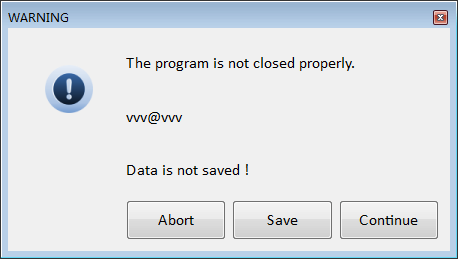 WARNING
The program is not closed properly.
vvv@vvv
Data is not saved !
Abort Save Continue